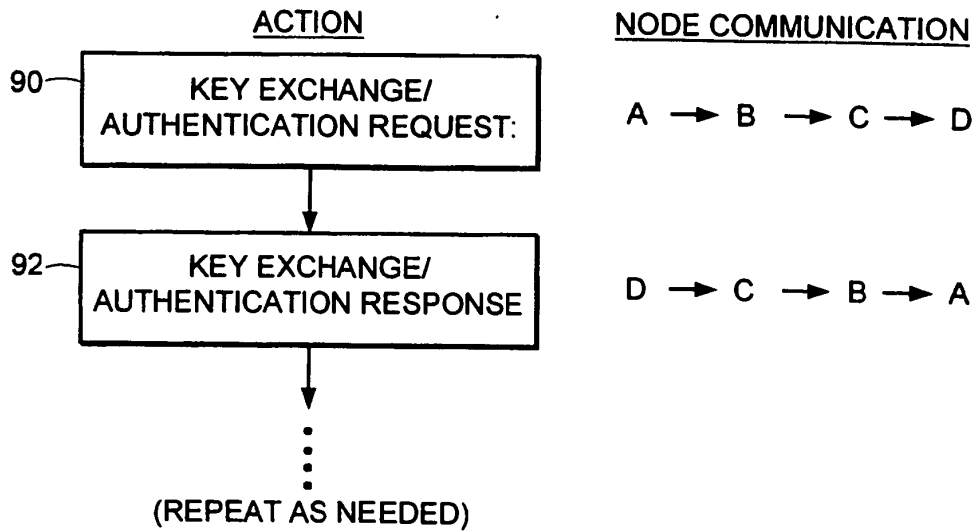 ACTION
NODE COMMUNICATION
90
KEY EXCHANGE/
AUTHENTICATION REQUEST:
A → B → C → D
92
KEY EXCHANGE/
AUTHENTICATION RESPONSE
D → C → B → A
(REPEAT AS NEEDED)